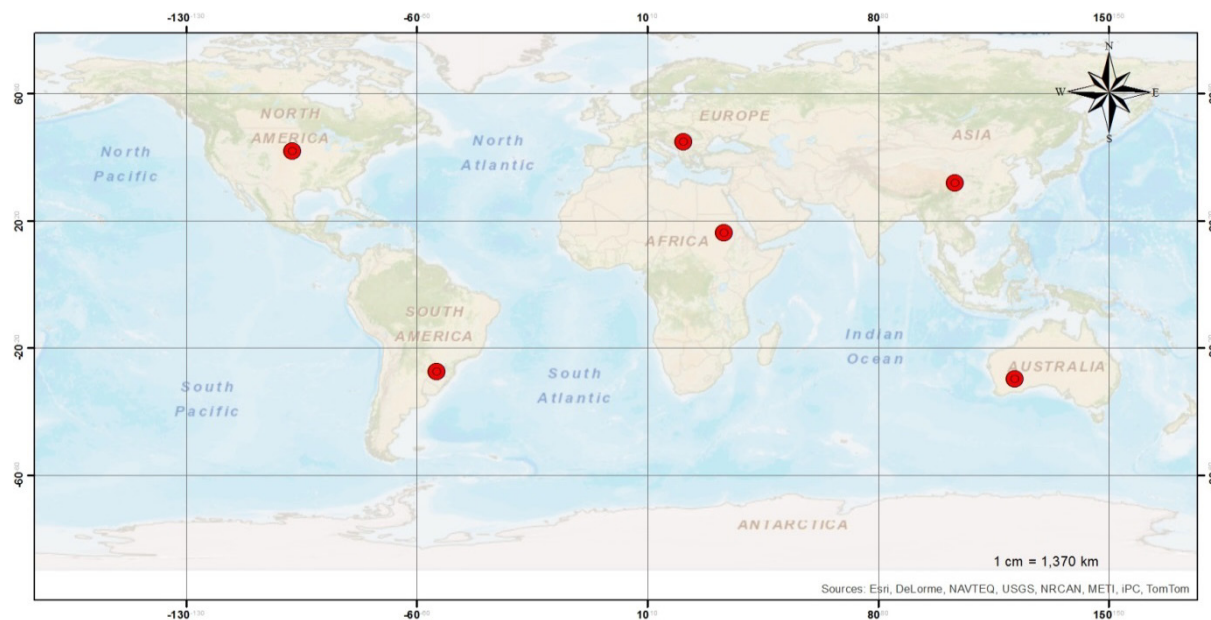 -130 -60 10 80 150
N
W E
S
60
NORTH
AMERICA
EUROPE
ASIA
North
Pacific
North
Atlantic
20
AFRICA
SOUTH
AMERICA
Indian
Ocean
-20
AUSTRALIA
South
Pacific
South
Atlantic
-60
ANTARCTICA
1 cm = 1,370 km
Sources: Esri, DeLorme, NAVTEQ, USGS, NRCAN, METI, iPC, TomTom
-130 -60 10 80 150